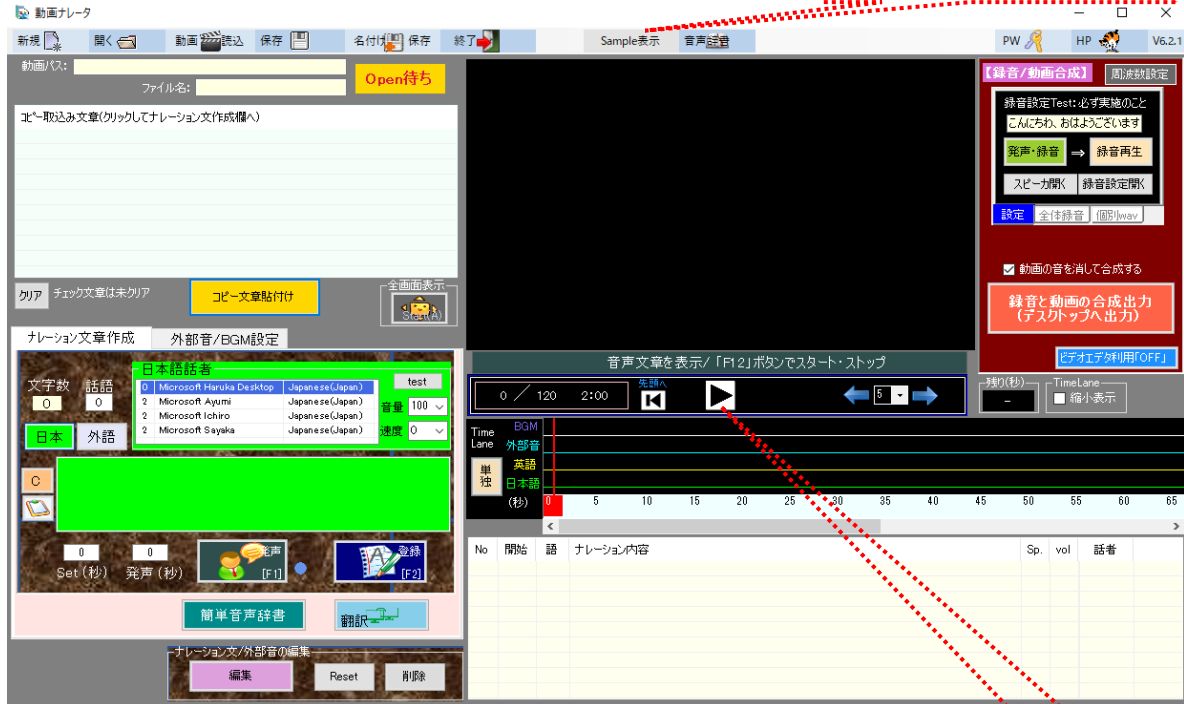 動画ナレータ
新規 開く 動画 読込 保存 名付け 保存 終了 Sample表示 音声辞書 PW HP V6.2.1
動画パス:
ファイル名:
Open待ち
コピー取込み文章(クリックしてナレーション文作成欄へ)
クリア チェック文章は未クリア コピー文章貼付け
全画面表示
Start(A)
ナレーション文章作成 外部音/BGM設定
文字数 話語
0 0
日本 外語
日本語話者
0 Microsoft Haruka Desktop Japanese(Japan)
2 Microsoft Ayumi Japanese(Japan)
2 Microsoft Ichiro Japanese(Japan)
2 Microsoft Sayaka Japanese(Japan)
test
音量 100
速度 0
C
0 0
Set(秒) 発声(秒)
発声
[F1]
登録
[F2]
簡単音声辞書 翻訳
ナレーション文/外部音の編集
編集 Reset 削除
音声文章を表示/「F12」ボタンでスタート・ストップ
0 / 120 2:00
先頭へ
5
残り(秒)
-
TimeLane
縮小表示
Time
Lane
BGM
外部音
英語
日本語
単独
(秒) 0 5 10 15 20 25 30 35 40 45 50 55 60 65
No 開始 語 ナレーション内容 Sp. vol 話者
【録音/動画合成】 周波数設定
録音設定Test:必ず実施のこと
こんにちわ、おはようございます
発声・録音 ⇒ 録音再生
スピーカ開く 録音設定開く
設定 全体録音 個別wav
動画の音を消して合成する
録音と動画の合成出力
(デスクトップへ出力)
ビデオエデタ利用「OFF」